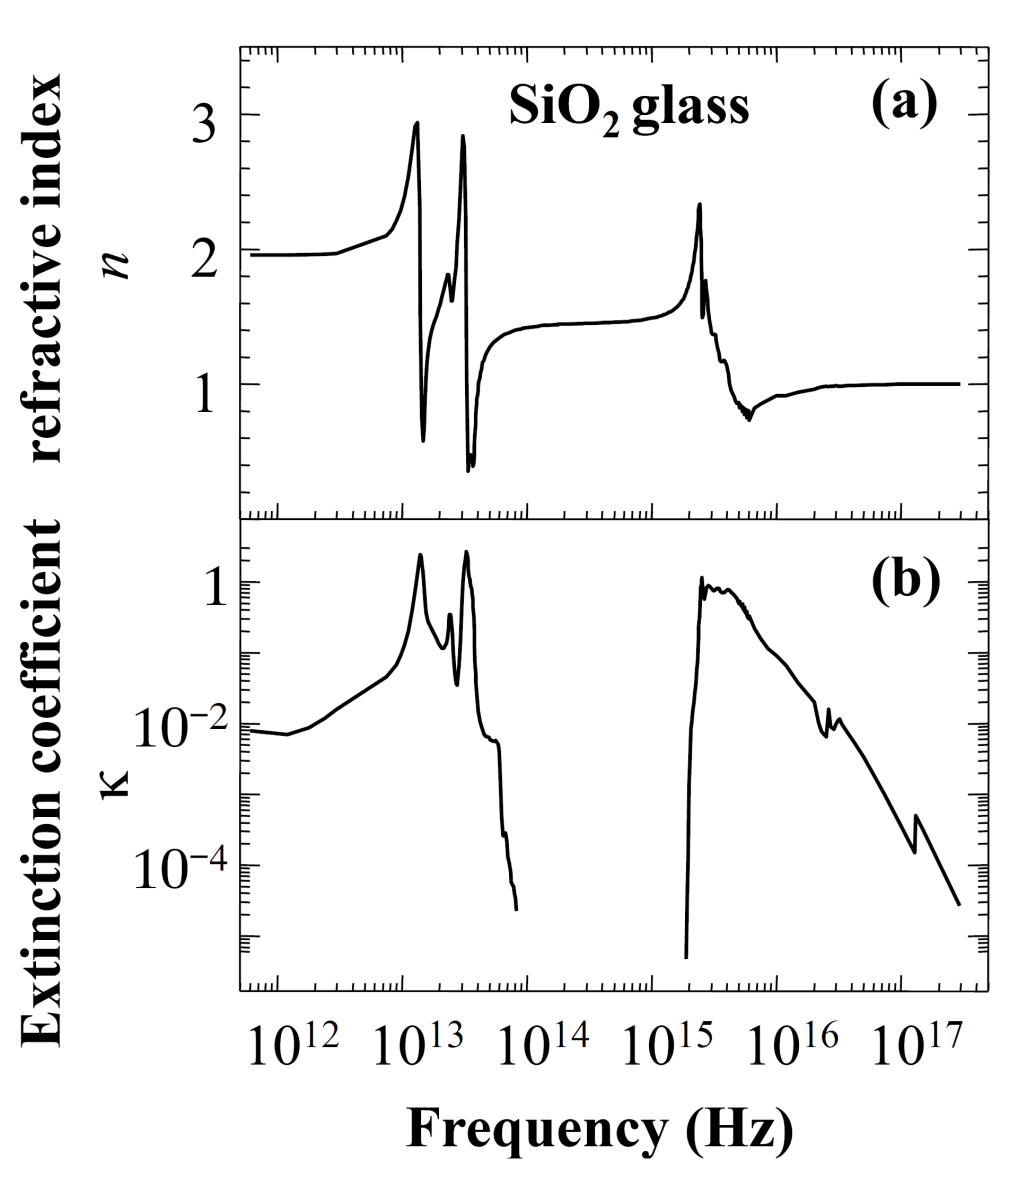 SiO₂ glass
(a)
refractive index
n
3
2
1
(b)
Extinction coefficient
κ
1
10⁻²
10⁻⁴
10¹² 10¹³ 10¹⁴ 10¹⁵ 10¹⁶ 10¹⁷
Frequency (Hz)